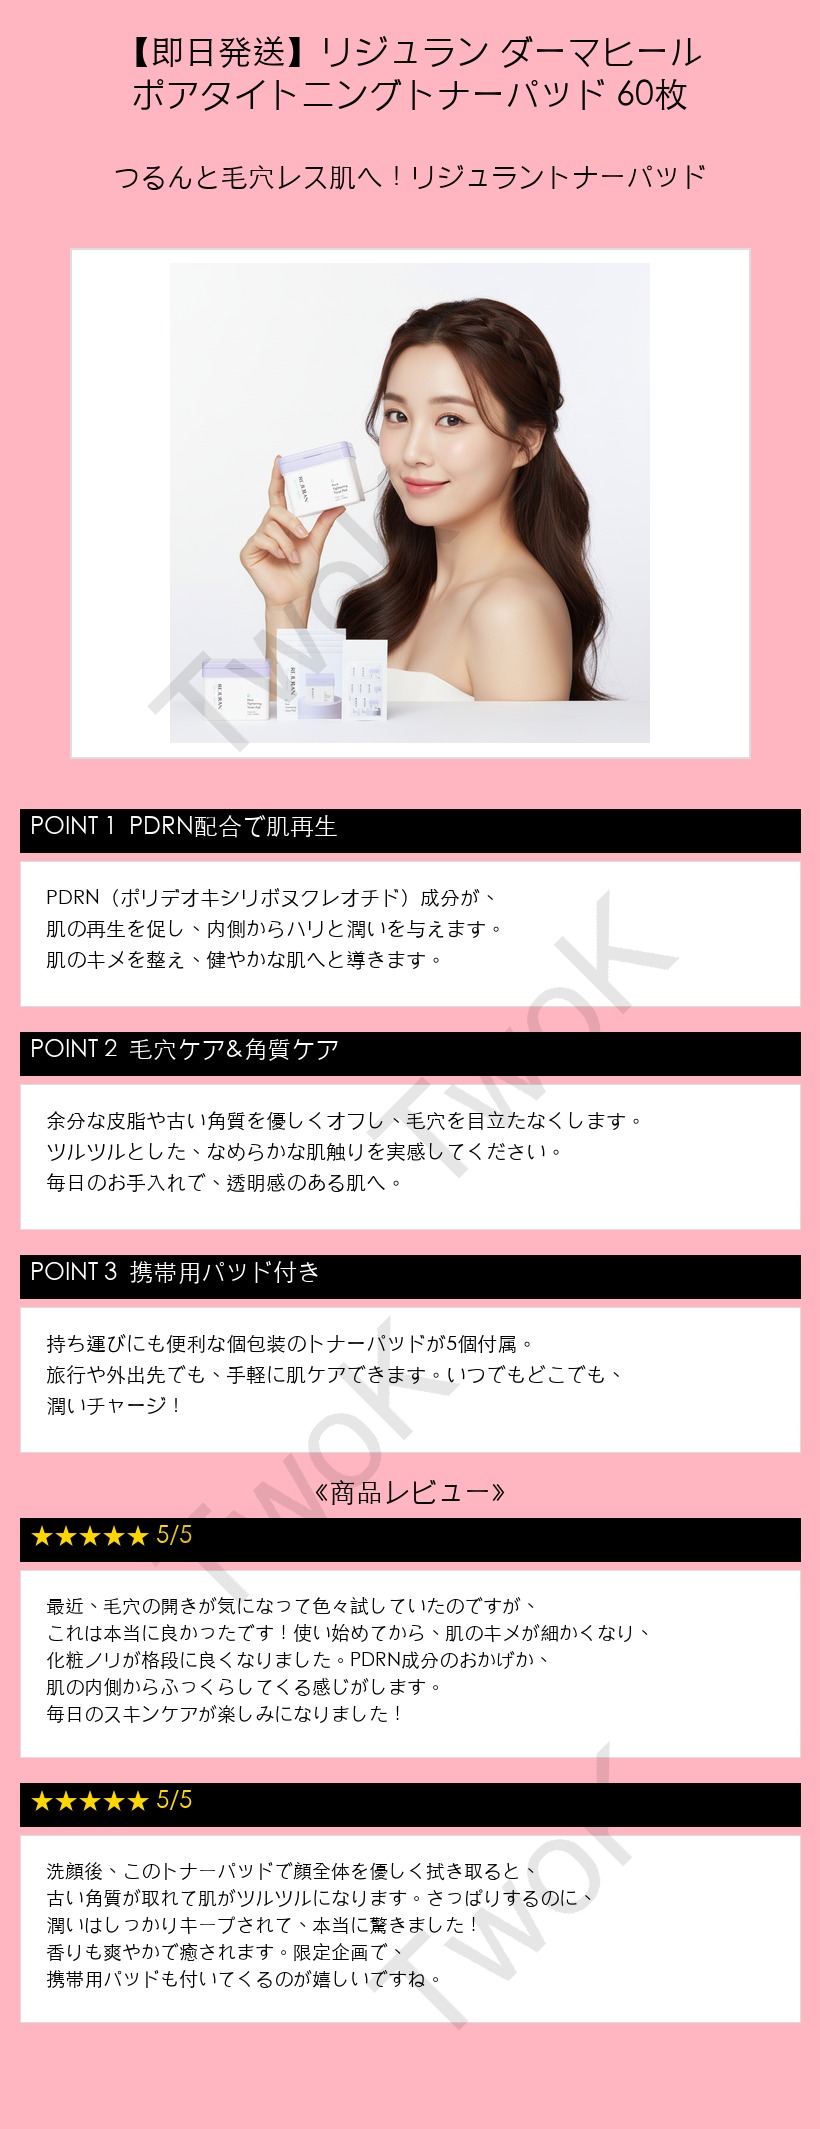 【即日発送】リジュラン ダーマヒール
ポアタイトニングトナーパッド 60枚
つるんと毛穴レス肌へ！リジュラントナーパッド
REJURAN
Pore
Tightening
Toner Pad
REJURAN
REJURAN
TwoK
POINT 1 PDRN配合で肌再生
PDRN（ポリデオキシリボヌクレオチド）成分が、
肌の再生を促し、内側からハリと潤いを与えます。
肌のキメを整え、健やかな肌へと導きます。
TwoK
POINT 2 毛穴ケア&角質ケア
余分な皮脂や古い角質を優しくオフし、毛穴を目立たなくします。
ツルツルとした、なめらかな肌触りを実感してください。
毎日のお手入れで、透明感のある肌へ。
POINT 3 携帯用パッド付き
持ち運びにも便利な個包装のトナーパッドが5個付属。
旅行や外出先でも、手軽に肌ケアできます。いつでもどこでも、
潤いチャージ！
TwoK
《商品レビュー》
★★★★★ 5/5
最近、毛穴の開きが気になって色々試していたのですが、
これは本当に良かったです！使い始めてから、肌のキメが細かくなり、
化粧ノリが格段に良くなりました。PDRN成分のおかげか、
肌の内側からふっくらしてくる感じがします。
毎日のスキンケアが楽しみになりました！
★★★★★ 5/5
洗顔後、このトナーパッドで顔全体を優しく拭き取ると、
古い角質が取れて肌がツルツルになります。さっぱりするのに、
潤いはしっかりキープされて、本当に驚きました！
香りも爽やかで癒されます。限定企画で、
携帯用パッドも付いてくるのが嬉しいですね。
TwoK